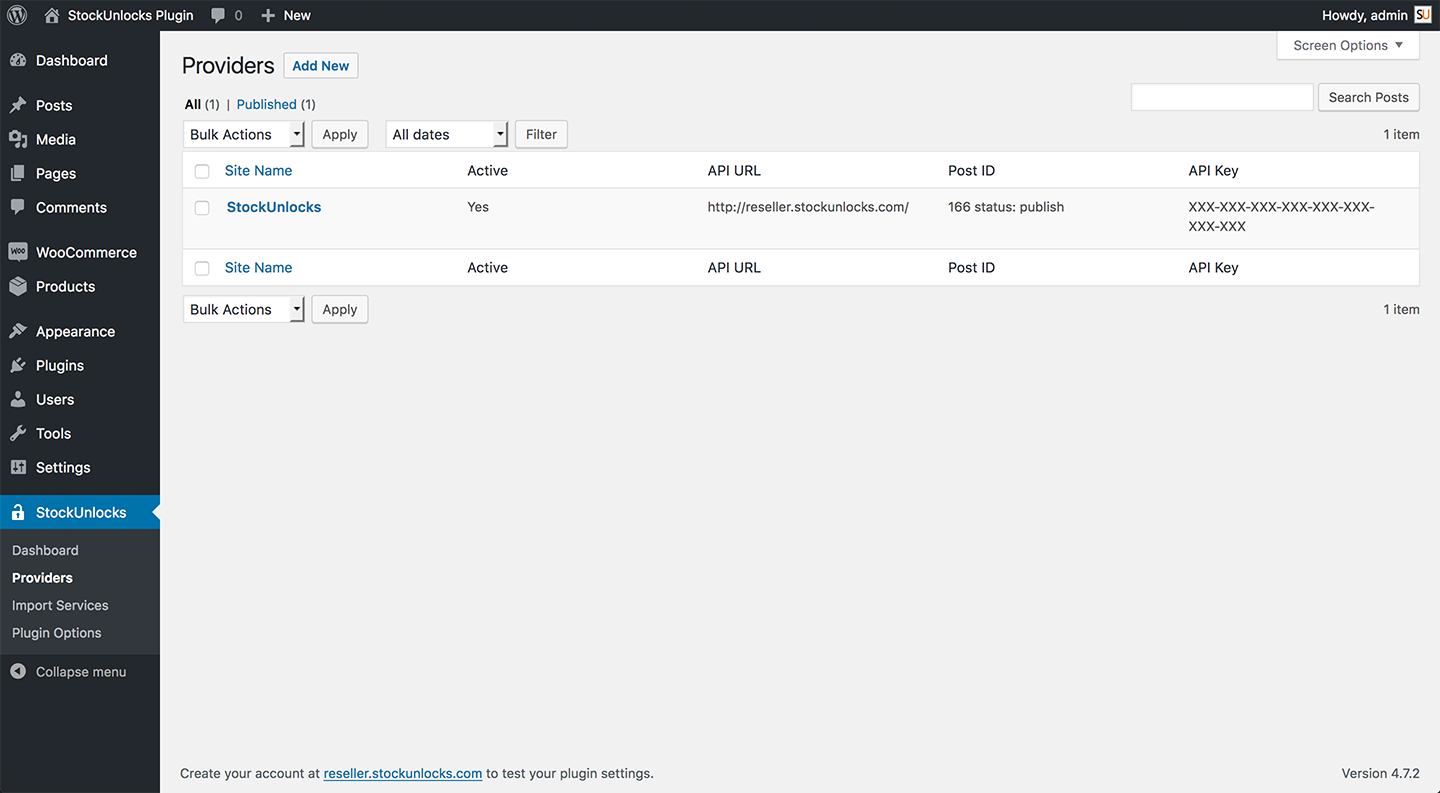 StockUnlocks Plugin 0 New Howdy, admin SU
Screen Options
Dashboard
Posts
Media
Pages
Comments
WOO WooCommerce
Products
Appearance
Plugins
Users
Tools
Settings
StockUnlocks
Dashboard
Providers
Import Services
Plugin Options
Collapse menu
Providers Add New
All (1) | Published (1)
Search Posts
Bulk Actions Apply All dates Filter 1 item
Site Name Active API URL Post ID API Key
StockUnlocks Yes http://reseller.stockunlocks.com/ 166 status: publish XXX-XXX-XXX-XXX-XXX-XXX-
XXX-XXX
Site Name Active API URL Post ID API Key
Bulk Actions Apply 1 item
Create your account at reseller.stockunlocks.com to test your plugin settings. Version 4.7.2